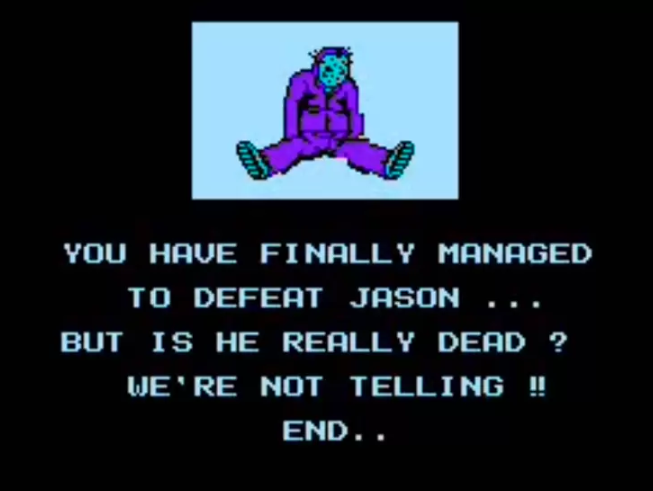 YOU HAVE FINALLY MANAGED
TO DEFEAT JASON ...
BUT IS HE REALLY DEAD ?
WE'RE NOT TELLING !!
END..